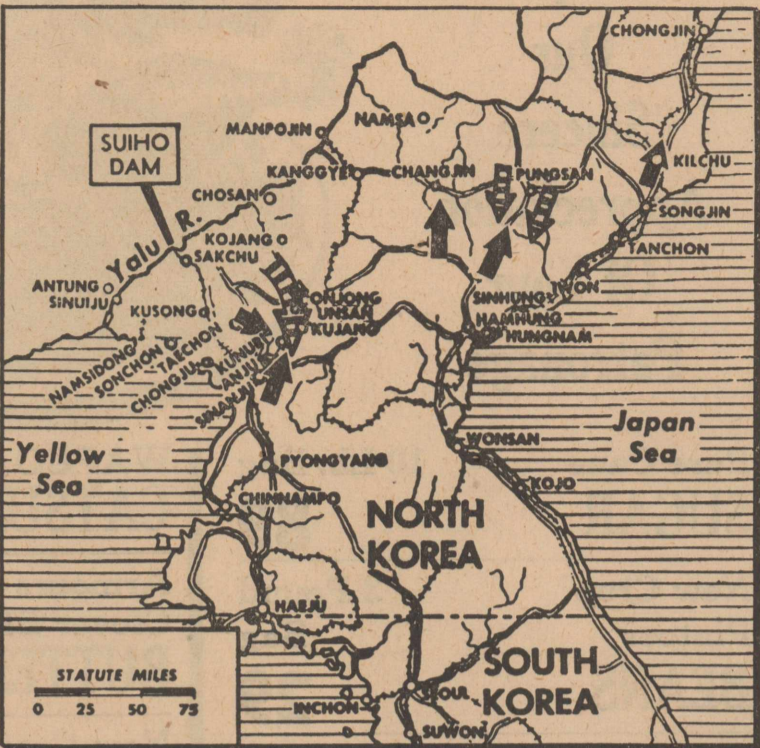 CHONGJIN
NAMSA
MANPOJIN
SUIHO
DAM
KANGGYE
CHANGJIN
PUNGSAN
KILCHU
CHOSAN
SONGJIN
Yalu R.
KOJANG
TANCHON
SAKCHU
ANTUNG
SINUIJU
IWON
SINHUNG
ONJONG
UNSAN
KUSONG
KUJANG
HAMHUNG
HUNGNAM
NAMSIDONG
SONCHON
TAECHON
CHONGJU
KUNURI
ANJU
SINANJU
Yellow
Sea
Japan
Sea
WONSAN
PYONGYANG
KOJO
CHINNAMPO
NORTH
KOREA
HAEJU
SOUTH
KOREA
STATUTE MILES
0 25 50 75
INCHON
SUWON